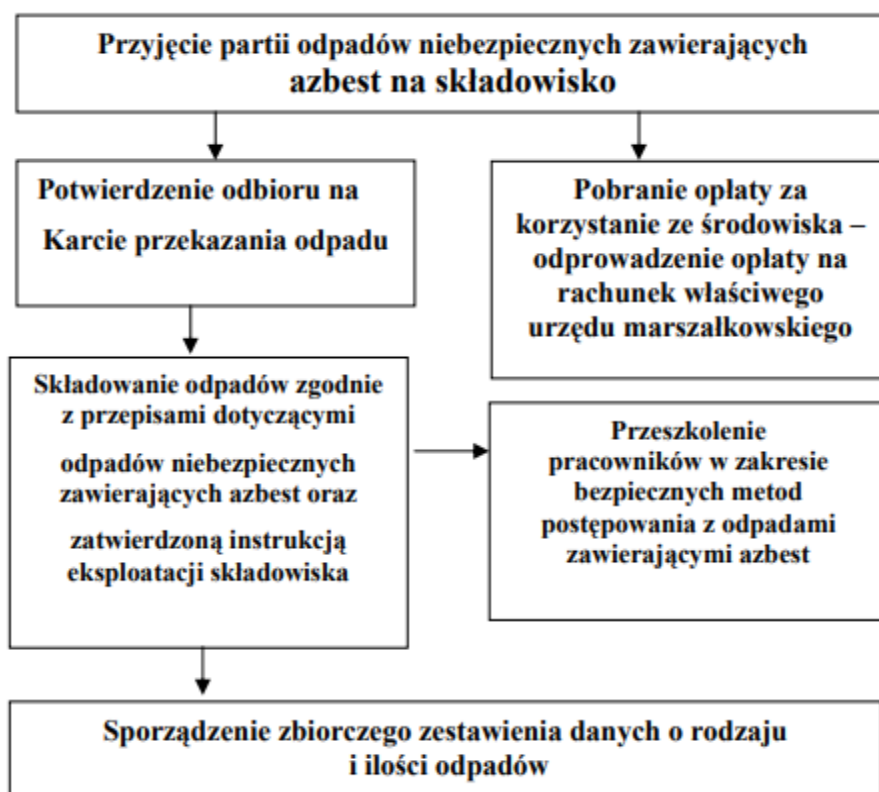 Przyjęcie partii odpadów niebezpiecznych zawierających
azbest na składowisko
Potwierdzenie odbioru na
Karcie przekazania odpadu
Pobranie opłaty za
korzystanie ze środowiska –
odprowadzenie opłaty na
rachunek właściwego
urzędu marszałkowskiego
Składowanie odpadów zgodnie
z przepisami dotyczącymi
odpadów niebezpiecznych
zawierających azbest oraz
zatwierdzoną instrukcją
eksploatacji składowiska
Przeszkolenie
pracowników w zakresie
bezpiecznych metod
postępowania z odpadami
zawierającymi azbest
Sporządzenie zbiorczego zestawienia danych o rodzaju
i ilości odpadów